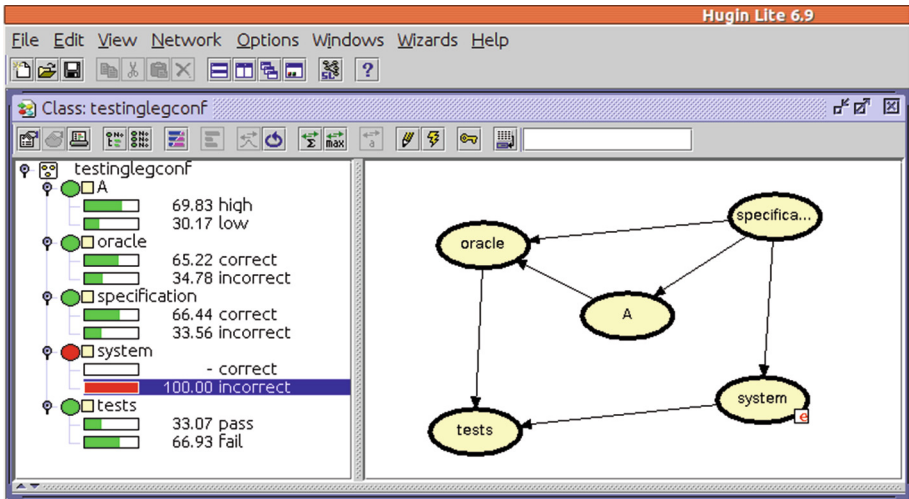 Hugin Lite 6.9
File Edit View Network Options Windows Wizards Help
SL ?
Class: testinglegconf
Σ max a
testinglegconf
A
69.83 high
30.17 low
oracle
65.22 correct
34.78 incorrect
specification
66.44 correct
33.56 incorrect
system
- correct
100.00 incorrect
tests
33.07 pass
66.93 fail
specifica...
oracle
A
system
e
tests